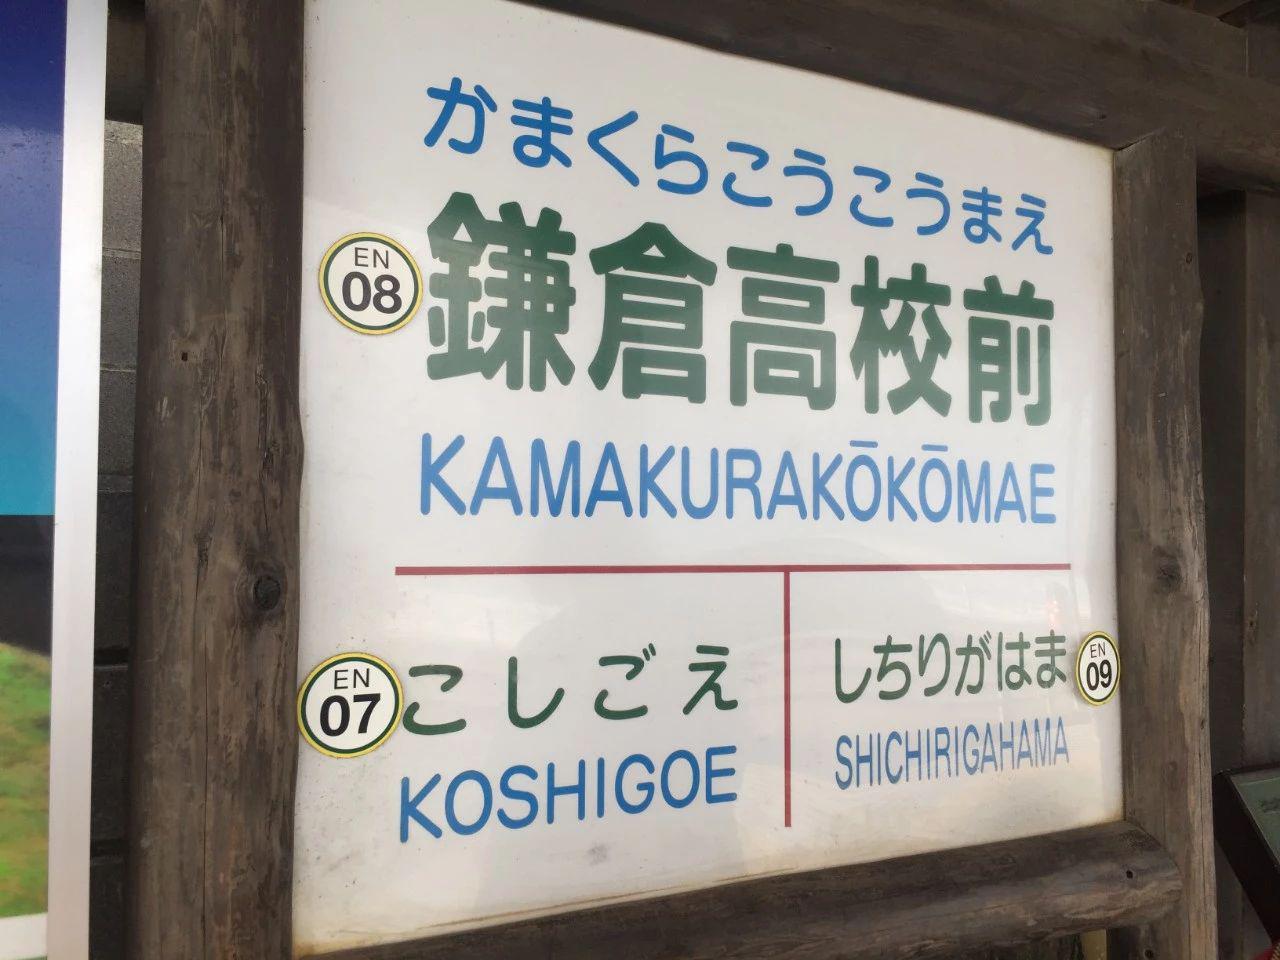 かまくらこうこうまえ
EN
08
鎌倉高校前
KAMAKURAKŌKŌMAE
EN
07
こしごえ
KOSHIGOE
しちりがはま
EN
09
SHICHIRIGAHAMA